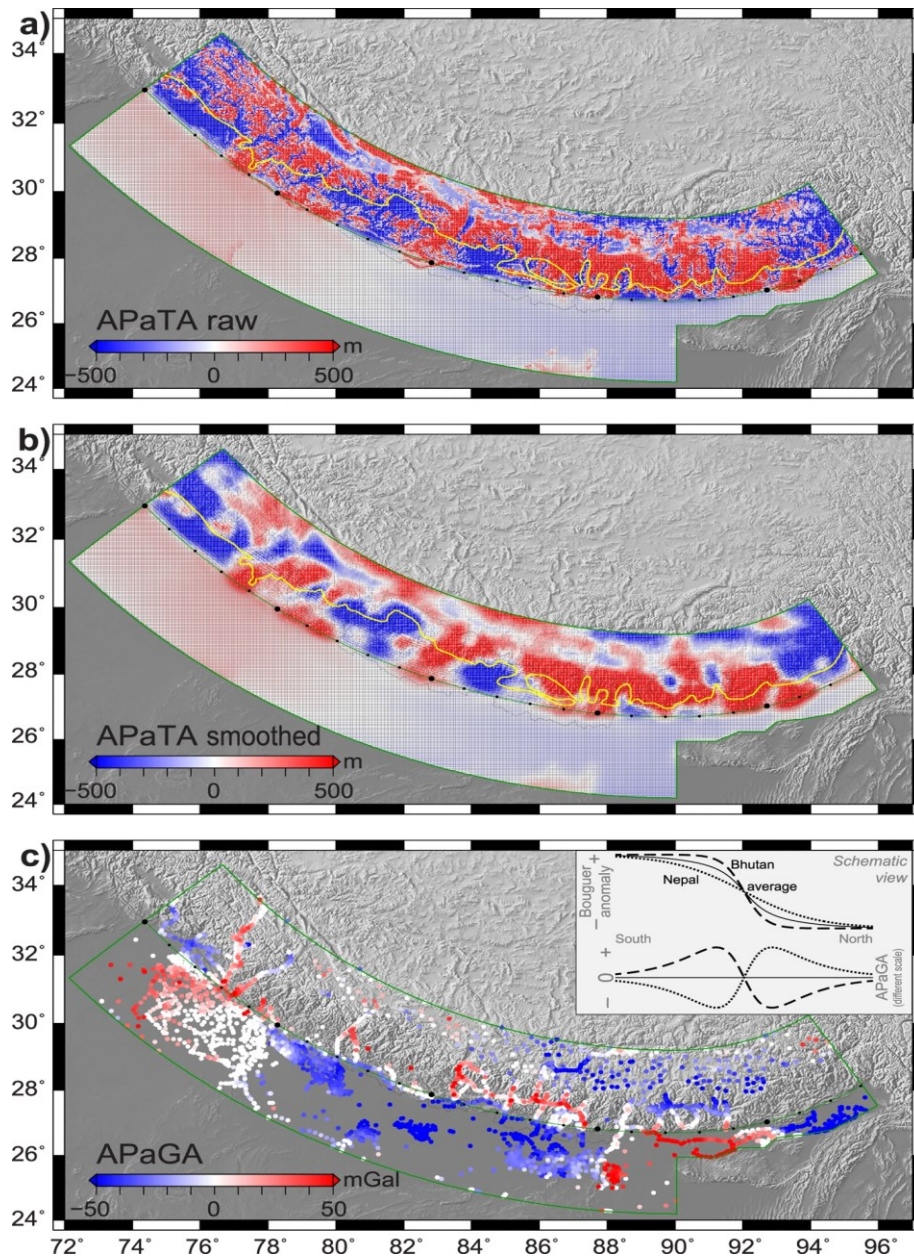 a)
34°
32°
30°
28°
26°
24°
APaTA raw
−500 0 500 m
b)
34°
32°
30°
28°
26°
24°
APaTA smoothed
−500 0 500 m
c)
34°
32°
30°
28°
26°
24°
Bouguer anomaly
− +
Nepal
Bhutan
average
Schematic view
South
North
+
0
−
APaGA
(different scale)
APaGA
−50 0 50 mGal
72° 74° 76° 78° 80° 82° 84° 86° 88° 90° 92° 94° 96°